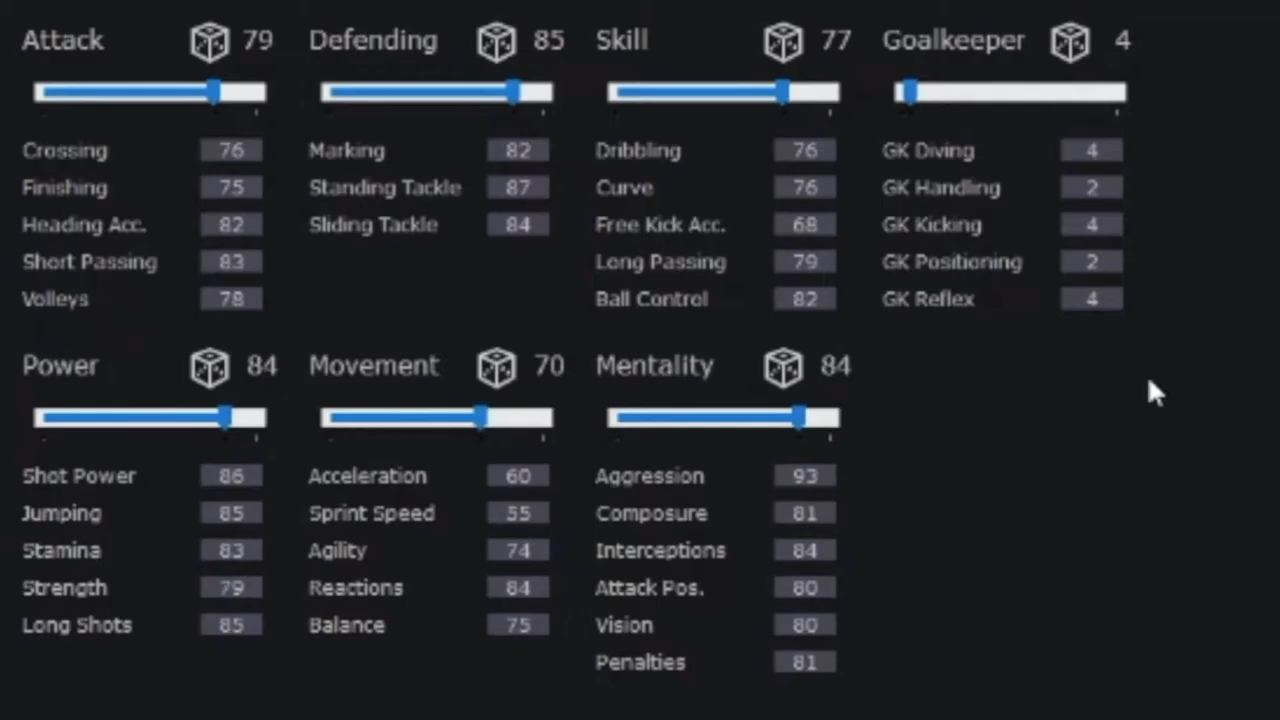 Attack 79
Crossing 76
Finishing 75
Heading Acc. 82
Short Passing 83
Volleys 78
Defending 85
Marking 82
Standing Tackle 87
Sliding Tackle 84
Skill 77
Dribbling 76
Curve 76
Free Kick Acc. 68
Long Passing 79
Ball Control 82
Goalkeeper 4
GK Diving 4
GK Handling 2
GK Kicking 4
GK Positioning 2
GK Reflex 4
Power 84
Shot Power 86
Jumping 85
Stamina 83
Strength 79
Long Shots 85
Movement 70
Acceleration 60
Sprint Speed 55
Agility 74
Reactions 84
Balance 75
Mentality 84
Aggression 93
Composure 81
Interceptions 84
Attack Pos. 80
Vision 80
Penalties 81